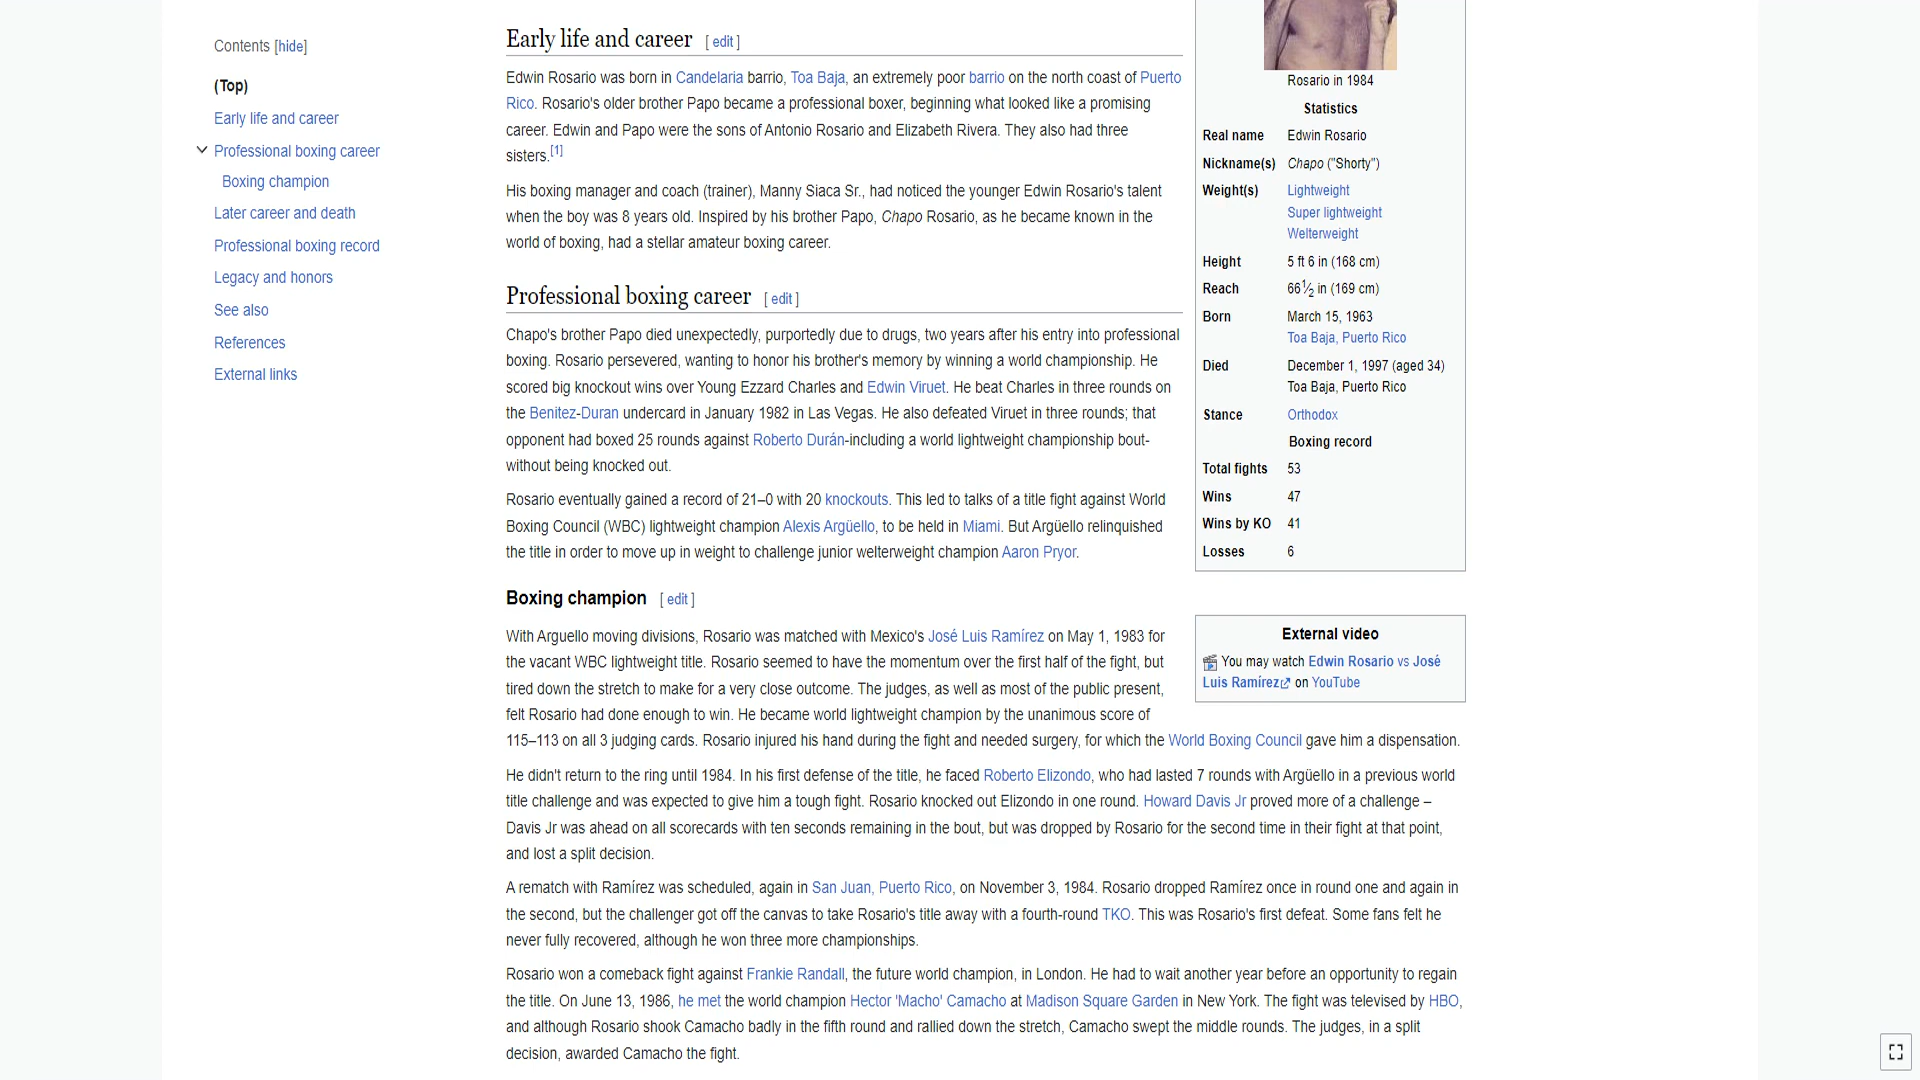 Contents [hide]
(Top)
Early life and career
Professional boxing career
Boxing champion
Later career and death
Professional boxing record
Legacy and honors
See also
References
External links
Early life and career [ edit ]
Edwin Rosario was born in Candelaria barrio, Toa Baja, an extremely poor barrio on the north coast of Puerto
Rico. Rosario's older brother Papo became a professional boxer, beginning what looked like a promising
career. Edwin and Papo were the sons of Antonio Rosario and Elizabeth Rivera. They also had three
sisters.[1]
His boxing manager and coach (trainer), Manny Siaca Sr., had noticed the younger Edwin Rosario's talent
when the boy was 8 years old. Inspired by his brother Papo, Chapo Rosario, as he became known in the
world of boxing, had a stellar amateur boxing career.
Professional boxing career [ edit ]
Chapo's brother Papo died unexpectedly, purportedly due to drugs, two years after his entry into professional
boxing. Rosario persevered, wanting to honor his brother's memory by winning a world championship. He
scored big knockout wins over Young Ezzard Charles and Edwin Viruet. He beat Charles in three rounds on
the Benitez-Duran undercard in January 1982 in Las Vegas. He also defeated Viruet in three rounds; that
opponent had boxed 25 rounds against Roberto Durán-including a world lightweight championship bout-
without being knocked out.
Rosario eventually gained a record of 21–0 with 20 knockouts. This led to talks of a title fight against World
Boxing Council (WBC) lightweight champion Alexis Argüello, to be held in Miami. But Argüello relinquished
the title in order to move up in weight to challenge junior welterweight champion Aaron Pryor.
Boxing champion [ edit ]
With Arguello moving divisions, Rosario was matched with Mexico's José Luis Ramírez on May 1, 1983 for
the vacant WBC lightweight title. Rosario seemed to have the momentum over the first half of the fight, but
tired down the stretch to make for a very close outcome. The judges, as well as most of the public present,
felt Rosario had done enough to win. He became world lightweight champion by the unanimous score of
115–113 on all 3 judging cards. Rosario injured his hand during the fight and needed surgery, for which the World Boxing Council gave him a dispensation.
He didn't return to the ring until 1984. In his first defense of the title, he faced Roberto Elizondo, who had lasted 7 rounds with Argüello in a previous world
title challenge and was expected to give him a tough fight. Rosario knocked out Elizondo in one round. Howard Davis Jr proved more of a challenge –
Davis Jr was ahead on all scorecards with ten seconds remaining in the bout, but was dropped by Rosario for the second time in their fight at that point,
and lost a split decision.
A rematch with Ramírez was scheduled, again in San Juan, Puerto Rico, on November 3, 1984. Rosario dropped Ramírez once in round one and again in
the second, but the challenger got off the canvas to take Rosario's title away with a fourth-round TKO. This was Rosario's first defeat. Some fans felt he
never fully recovered, although he won three more championships.
Rosario won a comeback fight against Frankie Randall, the future world champion, in London. He had to wait another year before an opportunity to regain
the title. On June 13, 1986, he met the world champion Hector 'Macho' Camacho at Madison Square Garden in New York. The fight was televised by HBO,
and although Rosario shook Camacho badly in the fifth round and rallied down the stretch, Camacho swept the middle rounds. The judges, in a split
decision, awarded Camacho the fight.
Rosario in 1984
Statistics
Real name Edwin Rosario
Nickname(s) Chapo ("Shorty")
Weight(s) Lightweight
Super lightweight
Welterweight
Height 5 ft 6 in (168 cm)
Reach 66 1⁄2 in (169 cm)
Born March 15, 1963
Toa Baja, Puerto Rico
Died December 1, 1997 (aged 34)
Toa Baja, Puerto Rico
Stance Orthodox
Boxing record
Total fights 53
Wins 47
Wins by KO 41
Losses 6
External video
You may watch Edwin Rosario vs José
Luis Ramírez on YouTube